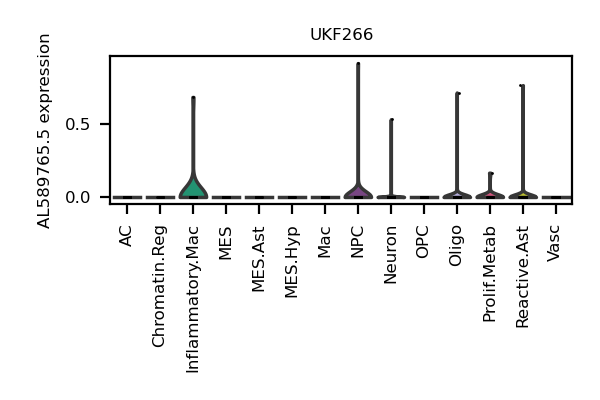 UKF266
AL589765.5 expression
0.5
0.0
AC
Chromatin.Reg
Inflammatory.Mac
MES
MES.Ast
MES.Hyp
Mac
NPC
Neuron
OPC
Oligo
Prolif.Metab
Reactive.Ast
Vasc